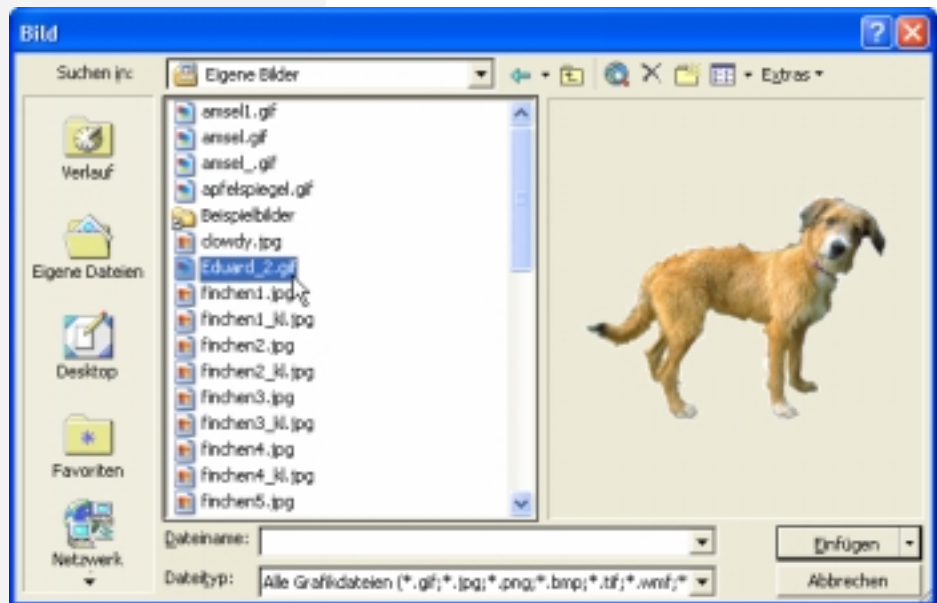 Bild
Suchen in: Eigene Bilder Extras
Verlauf
Eigene Dateien
Desktop
Favoriten
Netzwerk
amsel1.gif
amsel.gif
amsel_.gif
apfelspiegel.gif
Beispielbilder
dowdy.jpg
Eduard_2.gif
finchen1.jpg
finchen1_kl.jpg
finchen2.jpg
finchen2_kl.jpg
finchen3.jpg
finchen3_kl.jpg
finchen4.jpg
finchen4_kl.jpg
finchen5.jpg
Dateiname: Einfügen
Dateityp: Alle Grafikdateien (*.gif;*.jpg;*.png;*.bmp;*.tif;*.wmf;* Abbrechen